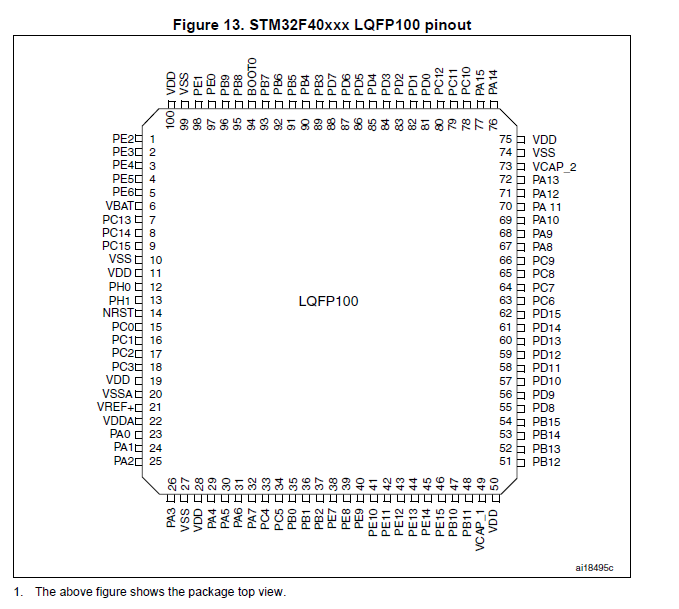 Figure 13. STM32F40xxx LQFP100 pinout
VDD VSS PE1 PE0 PB9 PB8 BOOT0 PB7 PB6 PB5 PB4 PB3 PD7 PD6 PD5 PD4 PD3 PD2 PD1 PD0 PC12 PC11 PC10 PA15 PA14
100 99 98 97 96 95 94 93 92 91 90 89 88 87 86 85 84 83 82 81 80 79 78 77 76
PE2 1 75 VDD
PE3 2 74 VSS
PE4 3 73 VCAP_2
PE5 4 72 PA13
PE6 5 71 PA12
VBAT 6 70 PA 11
PC13 7 69 PA10
PC14 8 68 PA9
PC15 9 67 PA8
VSS 10 66 PC9
VDD 11 65 PC8
PH0 12 64 PC7
PH1 13 63 PC6
NRST 14 62 PD15
PC0 15 61 PD14
PC1 16 60 PD13
PC2 17 59 PD12
PC3 18 58 PD11
VDD 19 57 PD10
VSSA 20 56 PD9
VREF+ 21 55 PD8
VDDA 22 54 PB15
PA0 23 53 PB14
PA1 24 52 PB13
PA2 25 51 PB12
LQFP100
26 27 28 29 30 31 32 33 34 35 36 37 38 39 40 41 42 43 44 45 46 47 48 49 50
PA3 VSS VDD PA4 PA5 PA6 PA7 PC4 PC5 PB0 PB1 PB2 PE7 PE8 PE9 PE10 PE11 PE12 PE13 PE14 PE15 PB10 PB11 VCAP_1 VDD
ai18495c
1. The above figure shows the package top view.